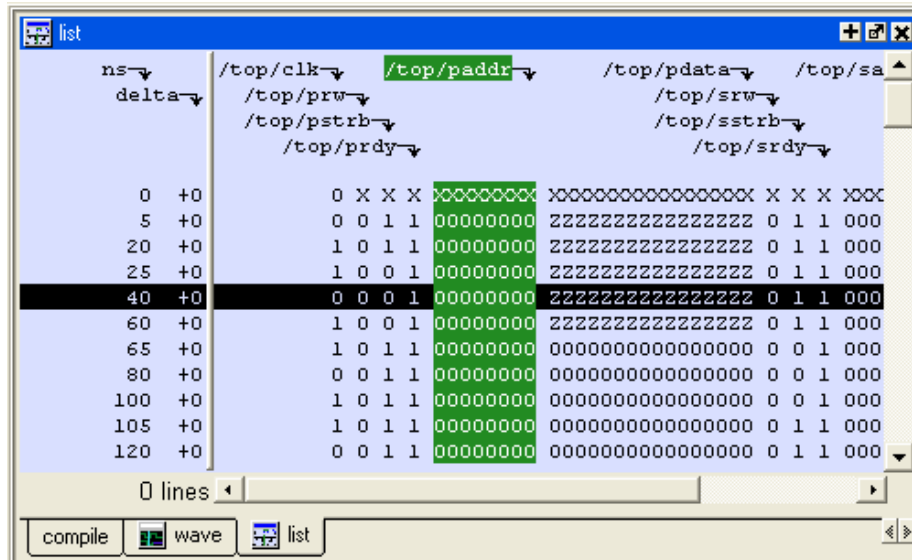 list
ns /top/clk /top/paddr /top/pdata /top/sa
delta /top/prw /top/srw
/top/pstrb /top/sstrb
/top/prdy /top/srdy
0 +0 0 X X X XXXXXXXX XXXXXXXXXXXXXXXX X X X XXX
5 +0 0 0 1 1 00000000 ZZZZZZZZZZZZZZZZ 0 1 1 000
20 +0 1 0 1 1 00000000 ZZZZZZZZZZZZZZZZ 0 1 1 000
25 +0 1 0 0 1 00000000 ZZZZZZZZZZZZZZZZ 0 1 1 000
40 +0 0 0 0 1 00000000 ZZZZZZZZZZZZZZZZ 0 1 1 000
60 +0 1 0 0 1 00000000 ZZZZZZZZZZZZZZZZ 0 1 1 000
65 +0 1 0 1 1 00000000 0000000000000000 0 0 1 000
80 +0 0 0 1 1 00000000 0000000000000000 0 0 1 000
100 +0 1 0 1 1 00000000 0000000000000000 0 0 1 000
105 +0 1 0 1 1 00000000 0000000000000000 0 1 1 000
120 +0 0 0 1 1 00000000 0000000000000000 0 1 1 000
0 lines
compile wave list